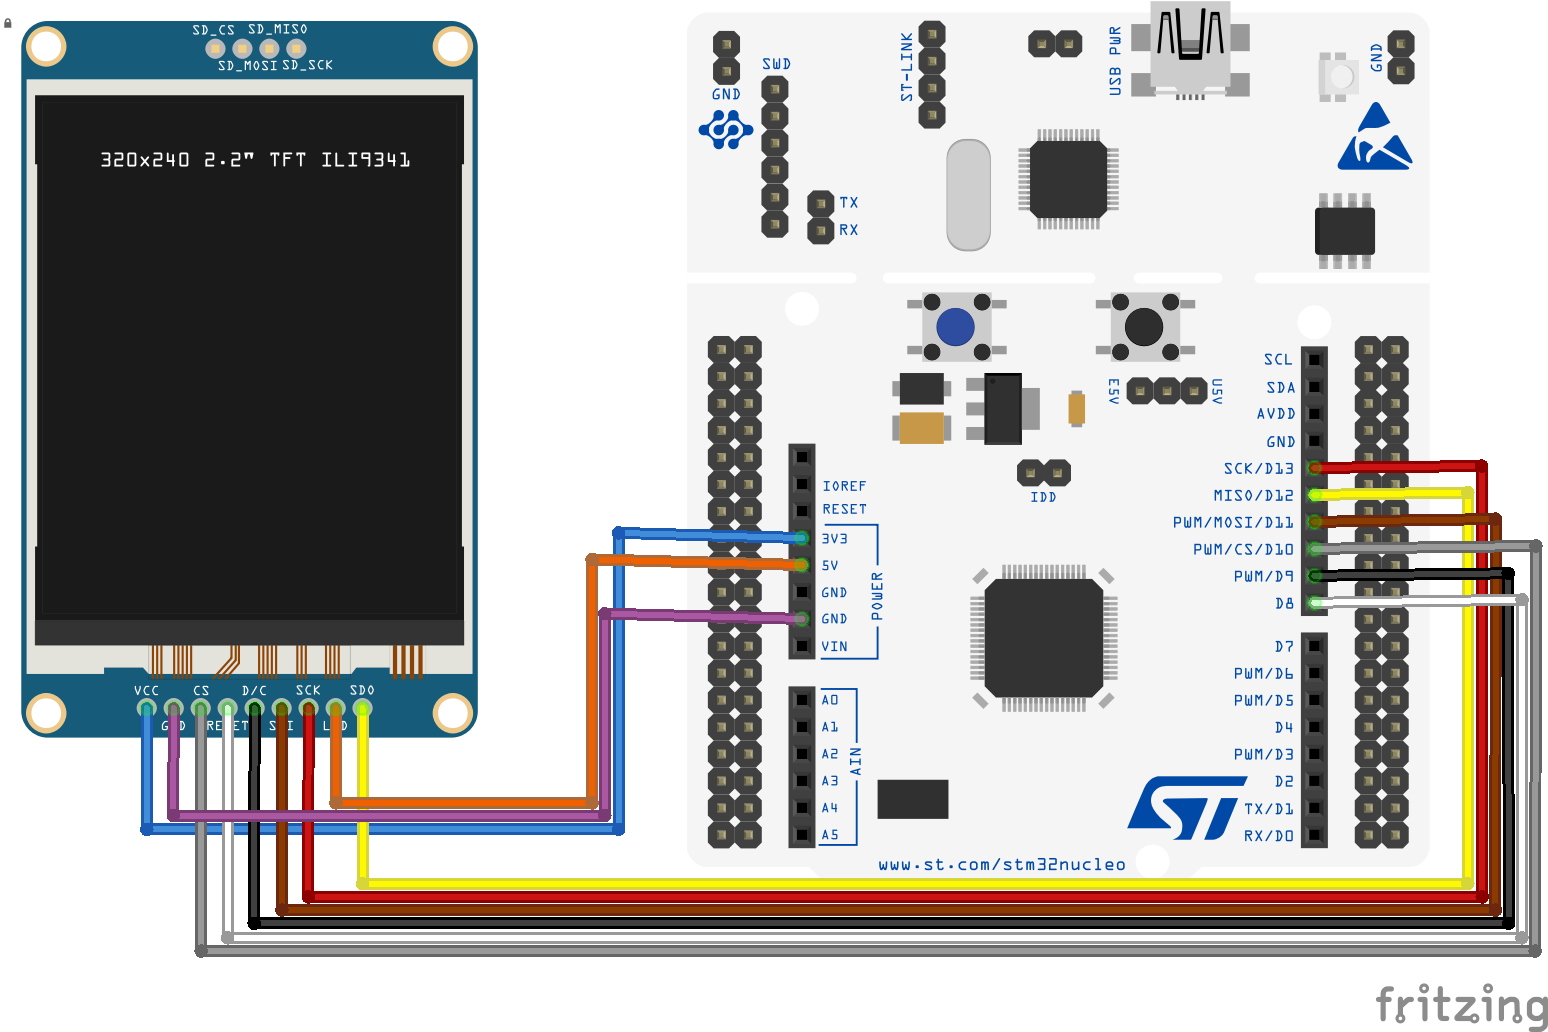 SD_CS SD_MISO
SD_MOSI SD_SCK
320x240 2.2" TFT ILI9341
VCC CS D/C SCK SDO
GND RESET SDI LED
GND
SWD
TX
RX
ST-LINK
USB PWR
GND
E5V
U5V
IDD
IOREF
RESET
3V3
5V
GND
GND
VIN
POWER
A0
A1
A2
A3
A4
A5
AIN
SCL
SDA
AVDD
GND
SCK/D13
MISO/D12
PWM/MOSI/D11
PWM/CS/D10
PWM/D9
D8
D7
PWM/D6
PWM/D5
D4
PWM/D3
D2
TX/D1
RX/D0
ST
www.st.com/stm32nucleo
fritzing